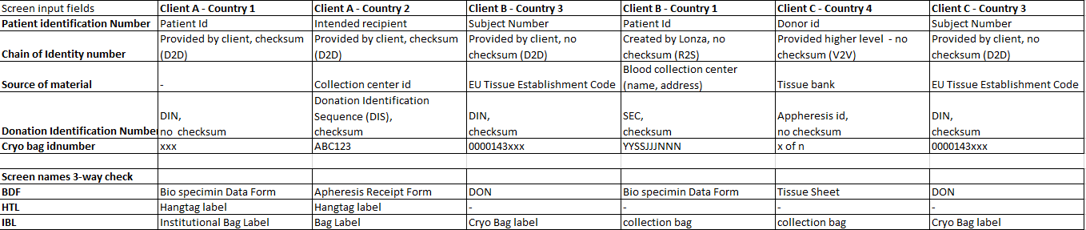 Screen input fields Client A - Country 1 Client A - Country 2 Client B - Country 3 Client B - Country 1 Client C - Country 4 Client C - Country 3
Patient identification Number Patient Id Intended recipient Subject Number Patient Id Donor id Subject Number
Chain of Identity number Provided by client, checksum (D2D) Provided by client, checksum (D2D) Provided by client, no checksum (D2D) Created by Lonza, no checksum (R2S) Provided higher level - no checksum (V2V) Provided by client, no checksum (D2D)
Source of material - Collection center id EU Tissue Establishment Code Blood collection center (name, address) Tissue bank EU Tissue Establishment Code
Donation Identification Number DIN, no checksum Donation Identification Sequence (DIS), checksum DIN, checksum SEC, checksum Appheresis id, no checksum DIN, checksum
Cryo bag idnumber xxx ABC123 0000143xxx YYSSJJJNNN x of n 0000143xxx
Screen names 3-way check
BDF Bio specimin Data Form Apheresis Receipt Form DON Bio specimin Data Form Tissue Sheet DON
HTL Hangtag label Hangtag label - - - -
IBL Institutional Bag Label Bag Label Cryo Bag label collection bag collection bag Cryo Bag label